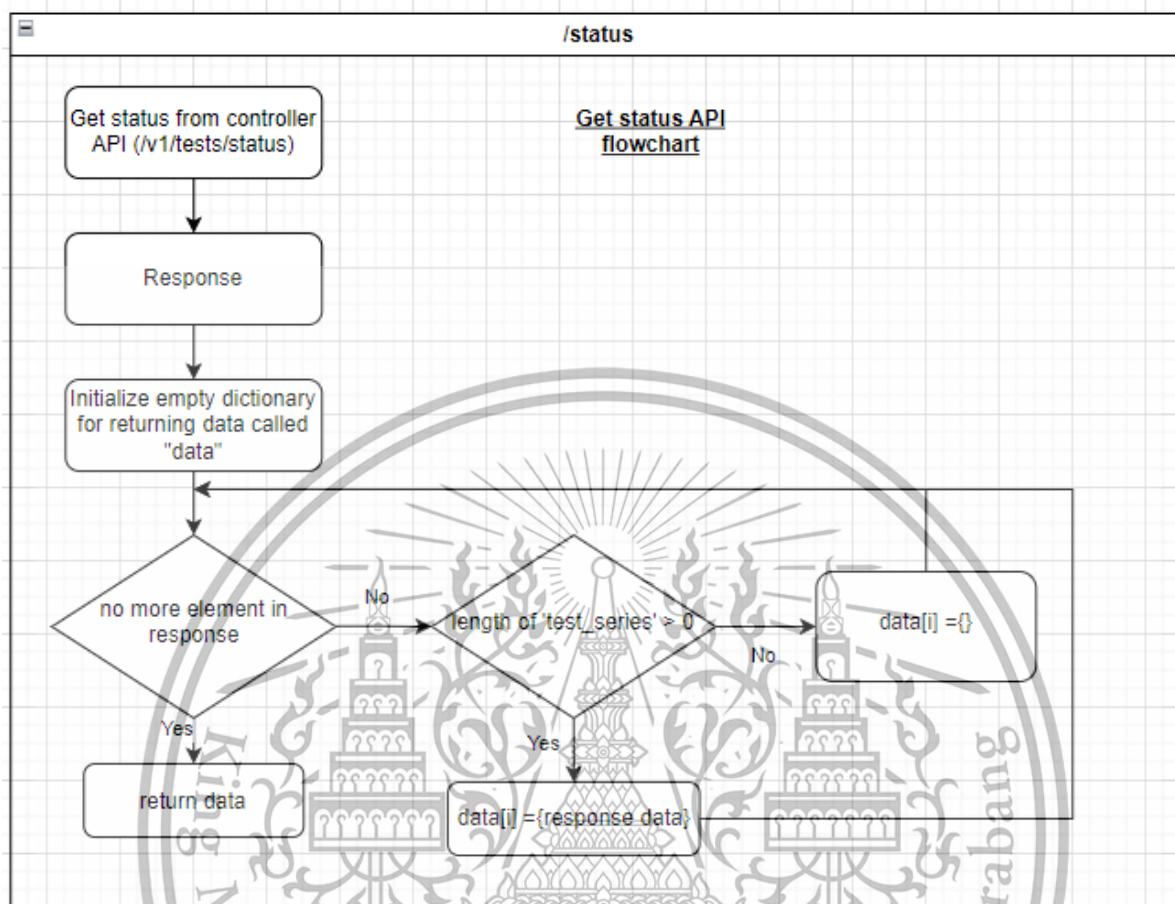 /status
Get status from controller
API (/v1/tests/status)
Get status API
flowchart
Response
Initialize empty dictionary
for returning data called
"data"
no more element in
response
No
length of 'test_series' > 0
No
data[i] ={}
Yes
return data
Yes
data[i] ={response data}
King
rabang